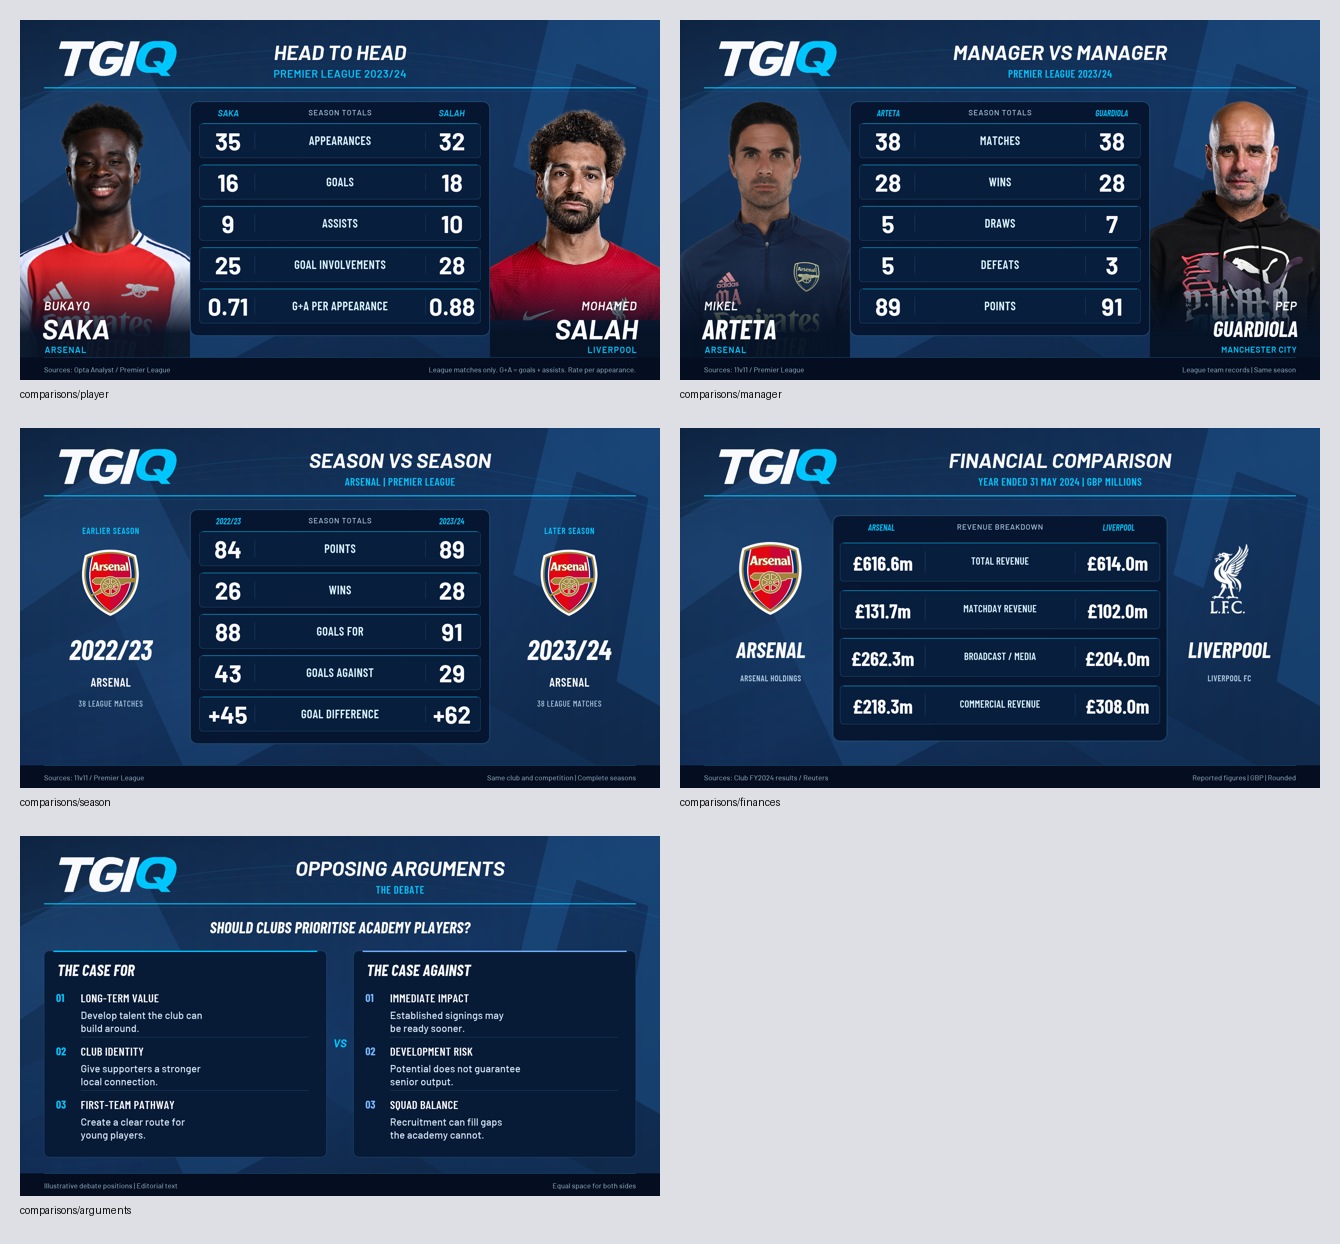 TGIQ
HEAD TO HEAD
PREMIER LEAGUE 2023/24
SAKA SEASON TOTALS SALAH
35 APPEARANCES 32
16 GOALS 18
9 ASSISTS 10
25 GOAL INVOLVEMENTS 28
0.71 G+A PER APPEARANCE 0.88
BUKAYO
SAKA
ARSENAL
MOHAMED
SALAH
LIVERPOOL
Sources: Opta Analyst / Premier League
League matches only. G+A = goals + assists. Rate per appearance.
comparisons/player
TGIQ
MANAGER VS MANAGER
PREMIER LEAGUE 2023/24
ARTETA SEASON TOTALS GUARDIOLA
38 MATCHES 38
28 WINS 28
5 DRAWS 7
5 DEFEATS 3
89 POINTS 91
Arsenal
adidas
MA
Emirates
MIKEL
ARTETA
ARSENAL
PUMA
PEP
GUARDIOLA
MANCHESTER CITY
Sources: 11v11 / Premier League
League team records | Same season
comparisons/manager
TGIQ
SEASON VS SEASON
ARSENAL | PREMIER LEAGUE
2022/23 SEASON TOTALS 2023/24
84 POINTS 89
26 WINS 28
88 GOALS FOR 91
43 GOALS AGAINST 29
+45 GOAL DIFFERENCE +62
EARLIER SEASON
Arsenal
2022/23
ARSENAL
38 LEAGUE MATCHES
LATER SEASON
Arsenal
2023/24
ARSENAL
38 LEAGUE MATCHES
Sources: 11v11 / Premier League
Same club and competition | Complete seasons
comparisons/season
TGIQ
FINANCIAL COMPARISON
YEAR ENDED 31 MAY 2024 | GBP MILLIONS
ARSENAL REVENUE BREAKDOWN LIVERPOOL
£616.6m TOTAL REVENUE £614.0m
£131.7m MATCHDAY REVENUE £102.0m
£262.3m BROADCAST / MEDIA £204.0m
£218.3m COMMERCIAL REVENUE £308.0m
Arsenal
ARSENAL
ARSENAL HOLDINGS
L.F.C.
LIVERPOOL
LIVERPOOL FC
Sources: Club FY2024 results / Reuters
Reported figures | GBP | Rounded
comparisons/finances
TGIQ
OPPOSING ARGUMENTS
THE DEBATE
SHOULD CLUBS PRIORITISE ACADEMY PLAYERS?
THE CASE FOR
01 LONG-TERM VALUE
Develop talent the club can
build around.
02 CLUB IDENTITY
Give supporters a stronger
local connection.
03 FIRST-TEAM PATHWAY
Create a clear route for
young players.
VS
THE CASE AGAINST
01 IMMEDIATE IMPACT
Established signings may
be ready sooner.
02 DEVELOPMENT RISK
Potential does not guarantee
senior output.
03 SQUAD BALANCE
Recruitment can fill gaps
the academy cannot.
Illustrative debate positions | Editorial text
Equal space for both sides
comparisons/arguments